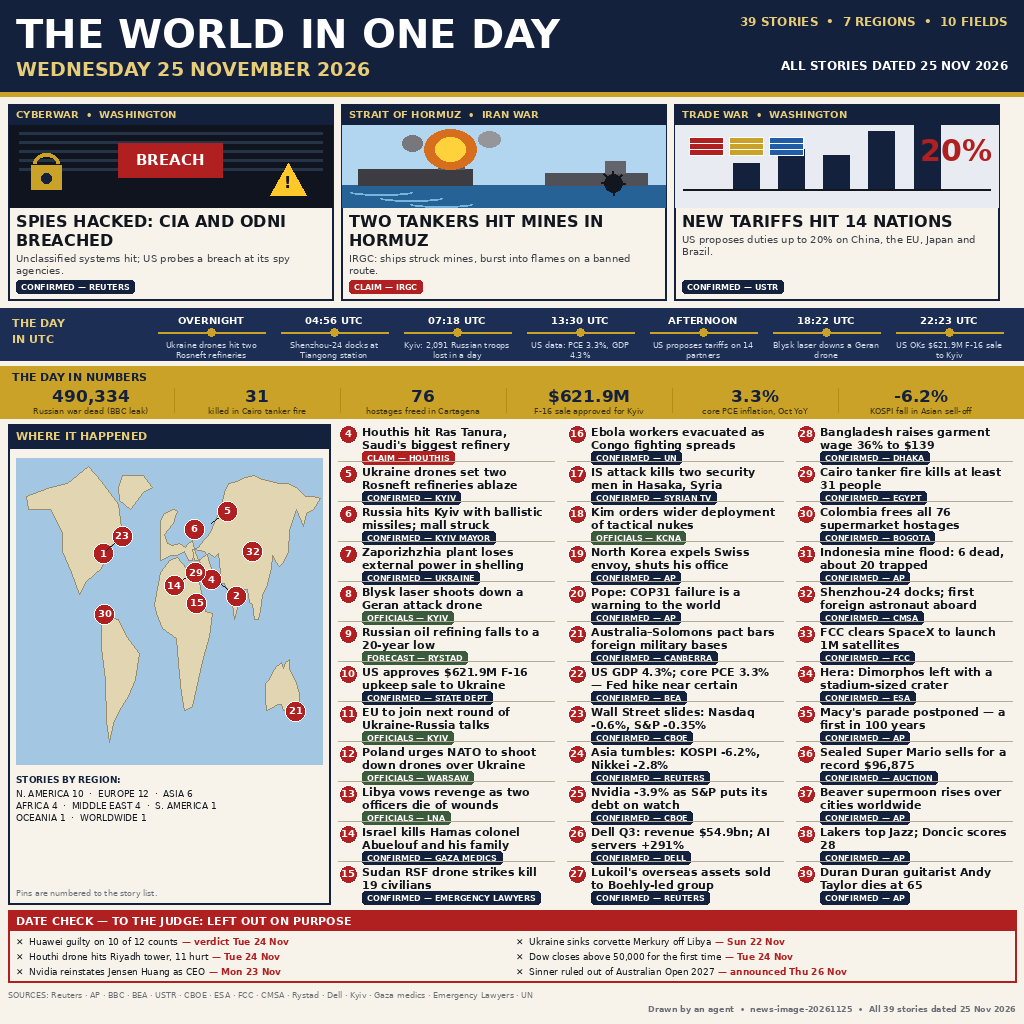 THE WORLD IN ONE DAY
WEDNESDAY 25 NOVEMBER 2026
39 STORIES • 7 REGIONS • 10 FIELDS
ALL STORIES DATED 25 NOV 2026
CYBERWAR • WASHINGTON
BREACH
!
SPIES HACKED: CIA AND ODNI
BREACHED
Unclassified systems hit; US probes a breach at its spy
agencies.
CONFIRMED — REUTERS
STRAIT OF HORMUZ • IRAN WAR
TWO TANKERS HIT MINES IN
HORMUZ
IRGC: ships struck mines, burst into flames on a banned
route.
CLAIM — IRGC
TRADE WAR • WASHINGTON
20%
NEW TARIFFS HIT 14 NATIONS
US proposes duties up to 20% on China, the EU, Japan and
Brazil.
CONFIRMED — USTR
THE DAY
IN UTC
OVERNIGHT
Ukraine drones hit two
Rosneft refineries
04:56 UTC
Shenzhou-24 docks at
Tiangong station
07:18 UTC
Kyiv: 2,091 Russian troops
lost in a day
13:30 UTC
US data: PCE 3.3%, GDP
4.3%
AFTERNOON
US proposes tariffs on 14
partners
18:22 UTC
Blysk laser downs a Geran
drone
22:23 UTC
US OKs $621.9M F-16 sale
to Kyiv
THE DAY IN NUMBERS
490,334
Russian war dead (BBC leak)
31
killed in Cairo tanker fire
76
hostages freed in Cartagena
$621.9M
F-16 sale approved for Kyiv
3.3%
core PCE inflation, Oct YoY
-6.2%
KOSPI fall in Asian sell-off
WHERE IT HAPPENED
5
6
23
1
32
29
4
14
2
15
30
21
STORIES BY REGION:
N. AMERICA 10 · EUROPE 12 · ASIA 6
AFRICA 4 · MIDDLE EAST 4 · S. AMERICA 1
OCEANIA 1 · WORLDWIDE 1
Pins are numbered to the story list.
4 Houthis hit Ras Tanura,
Saudi's biggest refinery
CLAIM — HOUTHIS
5 Ukraine drones set two
Rosneft refineries ablaze
CONFIRMED — KYIV
6 Russia hits Kyiv with ballistic
missiles; mall struck
CONFIRMED — KYIV MAYOR
7 Zaporizhzhia plant loses
external power in shelling
CONFIRMED — UKRAINE
8 Blysk laser shoots down a
Geran attack drone
OFFICIALS — KYIV
9 Russian oil refining falls to a
20-year low
FORECAST — RYSTAD
10 US approves $621.9M F-16
upkeep sale to Ukraine
CONFIRMED — STATE DEPT
11 EU to join next round of
Ukraine-Russia talks
OFFICIALS — KYIV
12 Poland urges NATO to shoot
down drones over Ukraine
OFFICIALS — WARSAW
13 Libya vows revenge as two
officers die of wounds
OFFICIALS — LNA
14 Israel kills Hamas colonel
Abuelouf and his family
CONFIRMED — GAZA MEDICS
15 Sudan RSF drone strikes kill
19 civilians
CONFIRMED — EMERGENCY LAWYERS
16 Ebola workers evacuated as
Congo fighting spreads
CONFIRMED — UN
17 IS attack kills two security
men in Hasaka, Syria
CONFIRMED — SYRIAN TV
18 Kim orders wider deployment
of tactical nukes
OFFICIALS — KCNA
19 North Korea expels Swiss
envoy, shuts his office
CONFIRMED — AP
20 Pope: COP31 failure is a
warning to the world
CONFIRMED — AP
21 Australia–Solomons pact bars
foreign military bases
CONFIRMED — CANBERRA
22 US GDP 4.3%; core PCE 3.3%
— Fed hike near certain
CONFIRMED — BEA
23 Wall Street slides: Nasdaq
-0.6%, S&P -0.35%
CONFIRMED — CBOE
24 Asia tumbles: KOSPI -6.2%,
Nikkei -2.8%
CONFIRMED — REUTERS
25 Nvidia -3.9% as S&P puts its
debt on watch
CONFIRMED — CBOE
26 Dell Q3: revenue $54.9bn; AI
servers +291%
CONFIRMED — DELL
27 Lukoil's overseas assets sold
to Boehly-led group
CONFIRMED — REUTERS
28 Bangladesh raises garment
wage 36% to $139
CONFIRMED — DHAKA
29 Cairo tanker fire kills at least
31 people
CONFIRMED — EGYPT
30 Colombia frees all 76
supermarket hostages
CONFIRMED — BOGOTA
31 Indonesia mine flood: 6 dead,
about 20 trapped
CONFIRMED — AP
32 Shenzhou-24 docks; first
foreign astronaut aboard
CONFIRMED — CMSA
33 FCC clears SpaceX to launch
1M satellites
CONFIRMED — FCC
34 Hera: Dimorphos left with a
stadium-sized crater
CONFIRMED — ESA
35 Macy's parade postponed — a
first in 100 years
CONFIRMED — AP
36 Sealed Super Mario sells for a
record $96,875
CONFIRMED — AUCTION
37 Beaver supermoon rises over
cities worldwide
CONFIRMED — AP
38 Lakers top Jazz; Doncic scores
28
CONFIRMED — AP
39 Duran Duran guitarist Andy
Taylor dies at 65
CONFIRMED — AP
DATE CHECK — TO THE JUDGE: LEFT OUT ON PURPOSE
× Huawei guilty on 10 of 12 counts — verdict Tue 24 Nov
× Houthi drone hits Riyadh tower, 11 hurt — Tue 24 Nov
× Nvidia reinstates Jensen Huang as CEO — Mon 23 Nov
× Ukraine sinks corvette Merkury off Libya — Sun 22 Nov
× Dow closes above 50,000 for the first time — Tue 24 Nov
× Sinner ruled out of Australian Open 2027 — announced Thu 26 Nov
SOURCES: Reuters · AP · BBC · BEA · USTR · CBOE · ESA · FCC · CMSA · Rystad · Dell · Kyiv · Gaza medics · Emergency Lawyers · UN
Drawn by an agent • news-image-20261125 • All 39 stories dated 25 Nov 2026